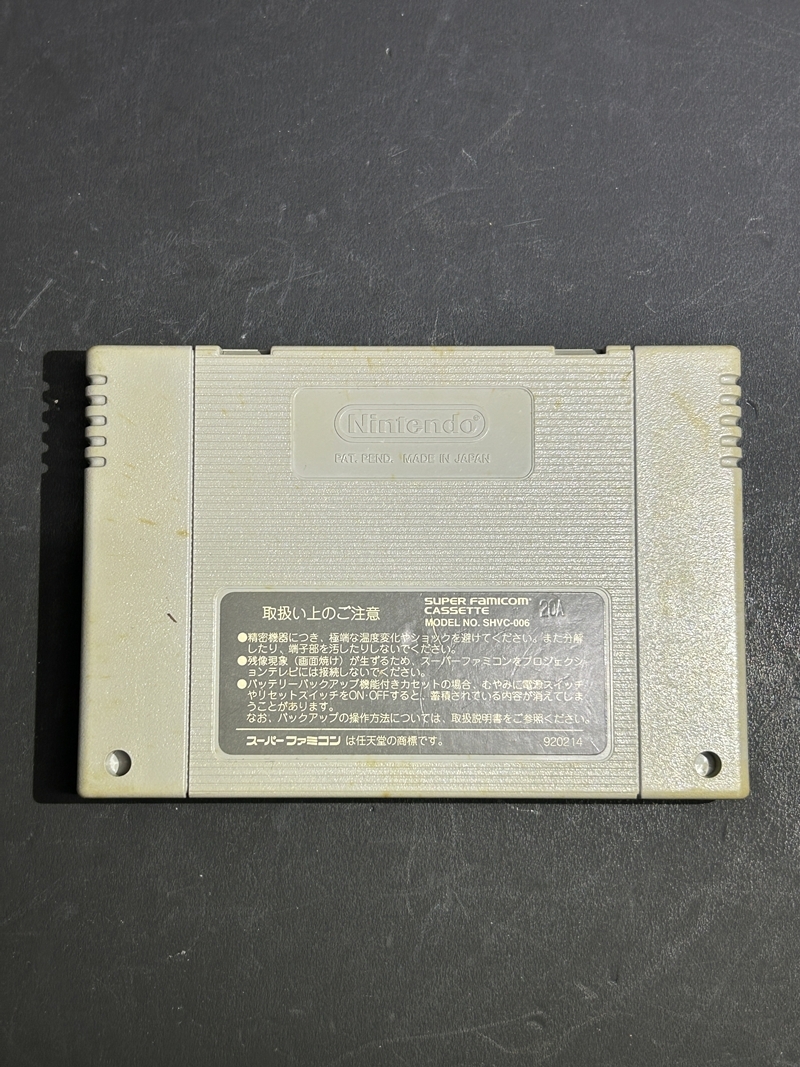 Nintendo®
PAT. PEND. MADE IN JAPAN
取扱い上のご注意
SUPER FAMICOM®
CASSETTE
MODEL NO. SHVC-006
20A
●精密機器につき、極端な温度変化やショックを避けてください。また分解
したり、端子部を汚したりしないでください。
●残像現象（画面焼け）が生ずるため、スーパーファミコンをプロジェクシ
ョンテレビには接続しないでください。
●バッテリーバックアップ機能付きカセットの場合、むやみに電源スイッチ
やリセットスイッチをON・OFFすると、蓄積されている内容が消えてしま
うことがあります。
なお、バックアップの操作方法については、取扱説明書をご参照ください。
スーパーファミコン は任天堂の商標です。
920214